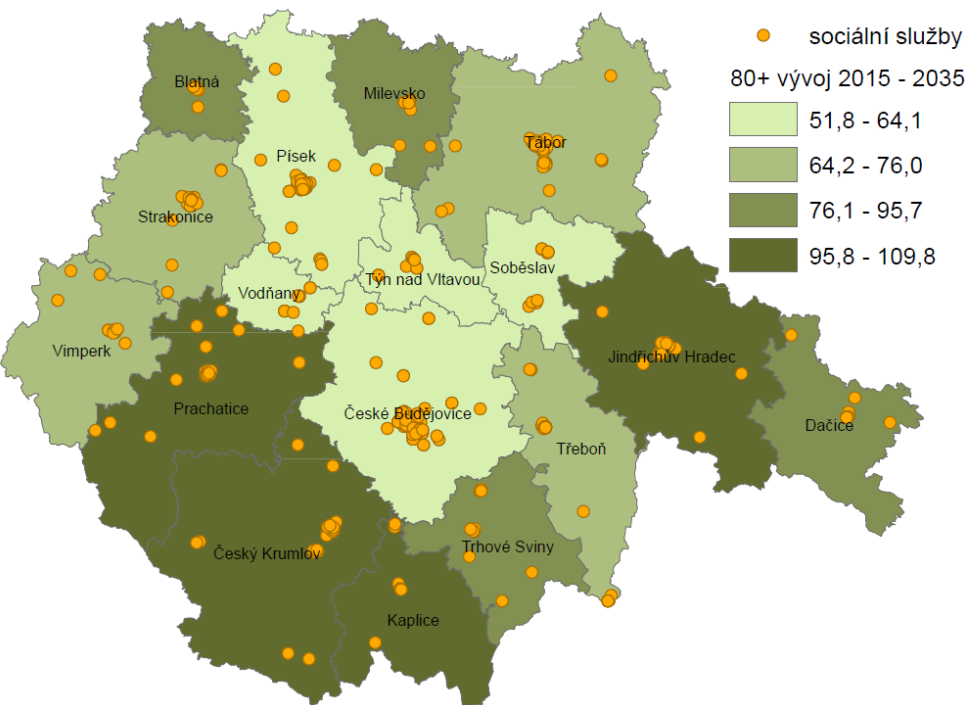 sociální služby
80+ vývoj 2015 - 2035
51,8 - 64,1
64,2 - 76,0
76,1 - 95,7
95,8 - 109,8
Blatná
Milevsko
Tábor
Písek
Strakonice
Soběslav
Týn nad Vltavou
Vodňany
Vimperk
Jindřichův Hradec
Prachatice
České Budějovice
Dačice
Třeboň
Trhové Sviny
Český Krumlov
Kaplice